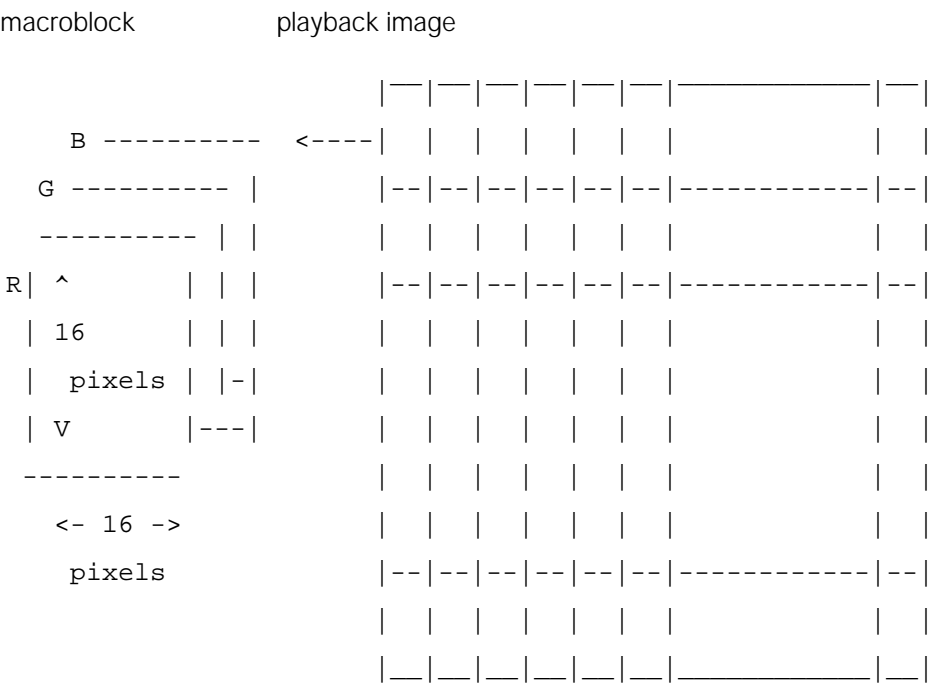 macroblock playback image
B
G
R
16
pixels
V
<- 16 ->
pixels